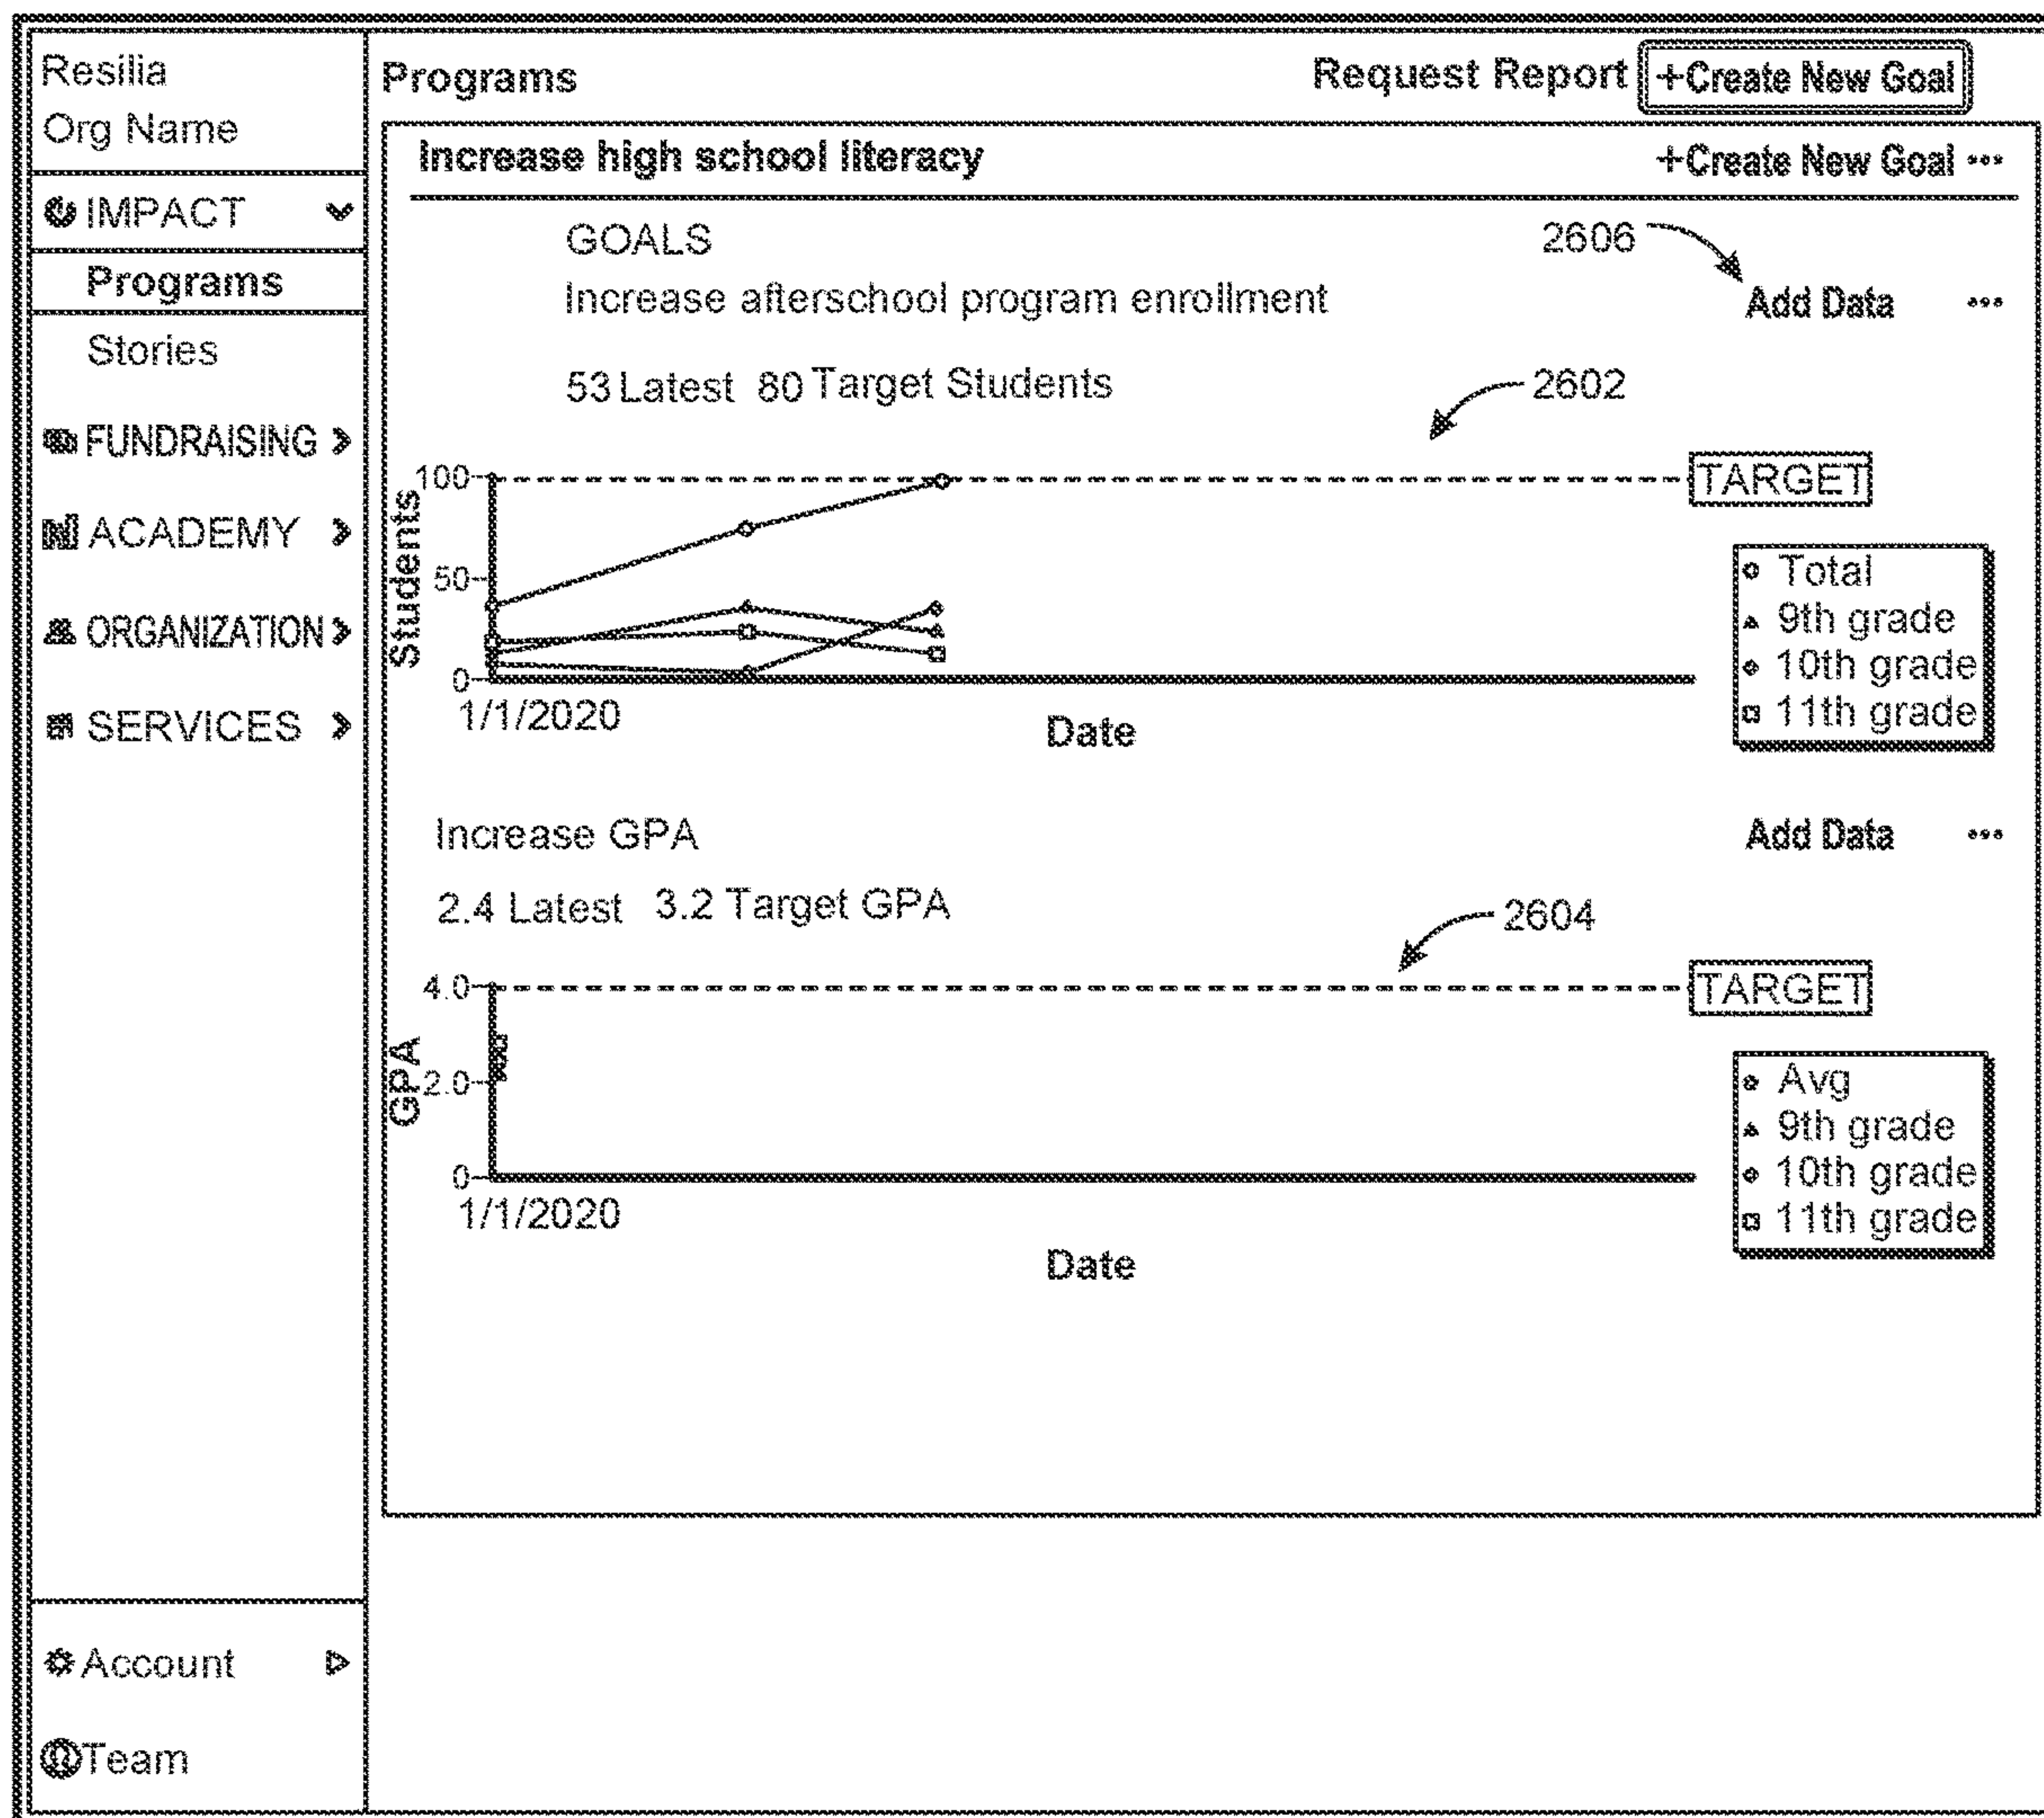 Resilia
Org Name
IMPACT
Programs
Stories
FUNDRAISING
ACADEMY
ORGANIZATION
SERVICES
Account
Team
Programs
Request Report
+Create New Goal
Increase high school literacy
+Create New Goal ...
GOALS
2606
Increase afterschool program enrollment
Add Data ...
53 Latest 80 Target Students
2602
100
TARGET
Students
50
0
Total
9th grade
10th grade
11th grade
1/1/2020
Date
Increase GPA
Add Data ...
2.4 Latest 3.2 Target GPA
2604
4.0
TARGET
GPA
2.0
0
Avg
9th grade
10th grade
11th grade
1/1/2020
Date